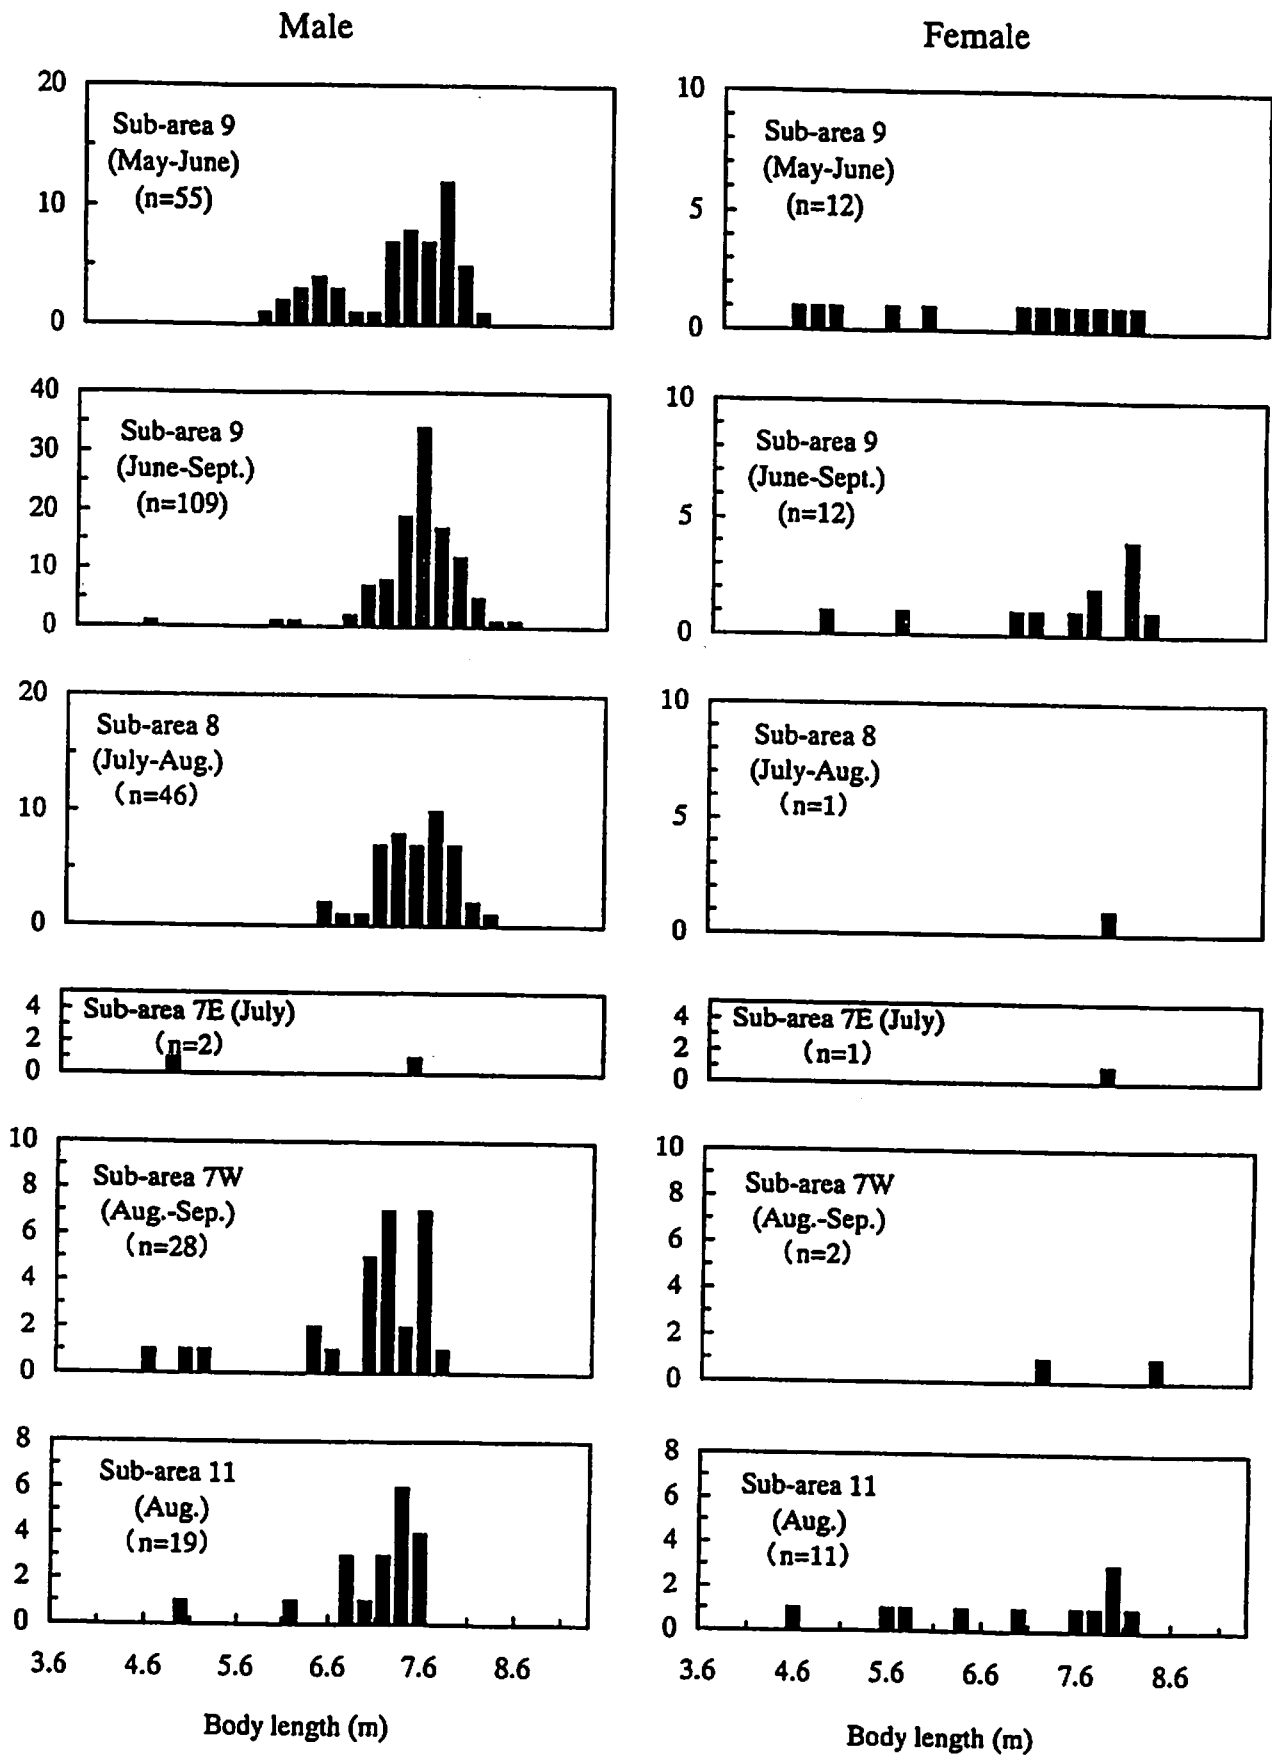 Male
Female
20
10
0
Sub-area 9
(May-June)
(n=55)
10
5
0
Sub-area 9
(May-June)
(n=12)
40
30
20
10
0
Sub-area 9
(June-Sept.)
(n=109)
10
5
0
Sub-area 9
(June-Sept.)
(n=12)
20
10
0
Sub-area 8
(July-Aug.)
(n=46)
10
5
0
Sub-area 8
(July-Aug.)
(n=1)
4
2
0
Sub-area 7E (July)
(n=2)
4
2
0
Sub-area 7E (July)
(n=1)
10
8
6
4
2
0
Sub-area 7W
(Aug.-Sep.)
(n=28)
10
8
6
4
2
0
Sub-area 7W
(Aug.-Sep.)
(n=2)
8
6
4
2
0
Sub-area 11
(Aug.)
(n=19)
3.6 4.6 5.6 6.6 7.6 8.6
Body length (m)
8
6
4
2
0
Sub-area 11
(Aug.)
(n=11)
3.6 4.6 5.6 6.6 7.6 8.6
Body length (m)